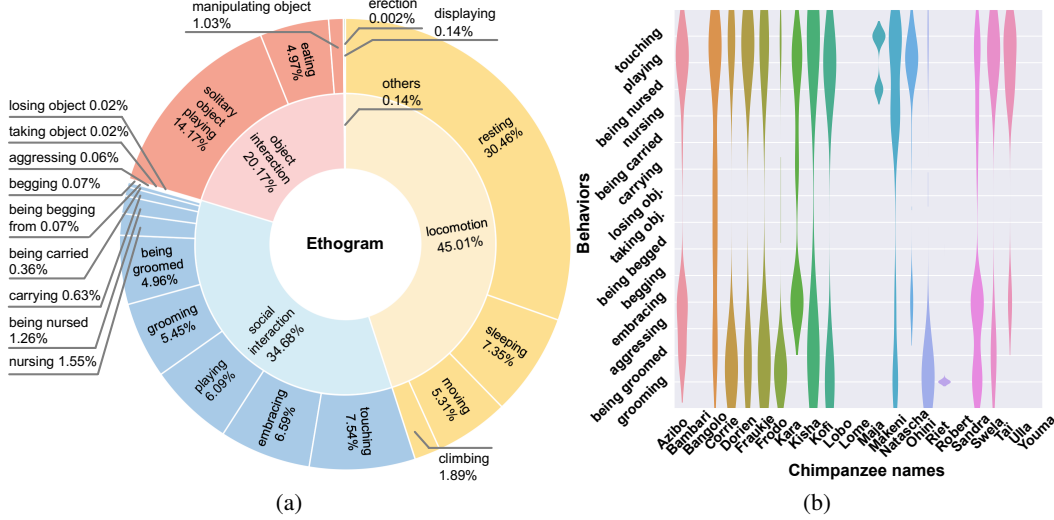 manipulating object
1.03%
erection
0.002%
displaying
0.14%
eating
4.97%
others
0.14%
solitary
object
playing
14.17%
object
interaction
20.17%
resting
30.46%
losing object 0.02%
taking object 0.02%
aggressing 0.06%
begging 0.07%
being begging
from 0.07%
being carried
0.36%
carrying 0.63%
being nursed
1.26%
nursing 1.55%
being
groomed
4.96%
grooming
5.45%
playing
6.09%
embracing
6.59%
touching
7.54%
social
interaction
34.68%
Ethogram
locomotion
45.01%
sleeping
7.35%
moving
5.31%
climbing
1.89%
(a)
Behaviors
touching
playing
being nursed
nursing
being carried
carrying
losing obj.
taking obj.
being begged
begging
embracing
aggressing
being groomed
grooming
Azibo
Bambari
Bangolo
Corrie
Dorien
Fraukje
Frodo
Kara
Kisha
Kofi
Lobo
Lome
Maja
Makeni
Natascha
Ohini
Riet
Robert
Sandra
Swela
Tai
Ulla
Youma
Chimpanzee names
(b)